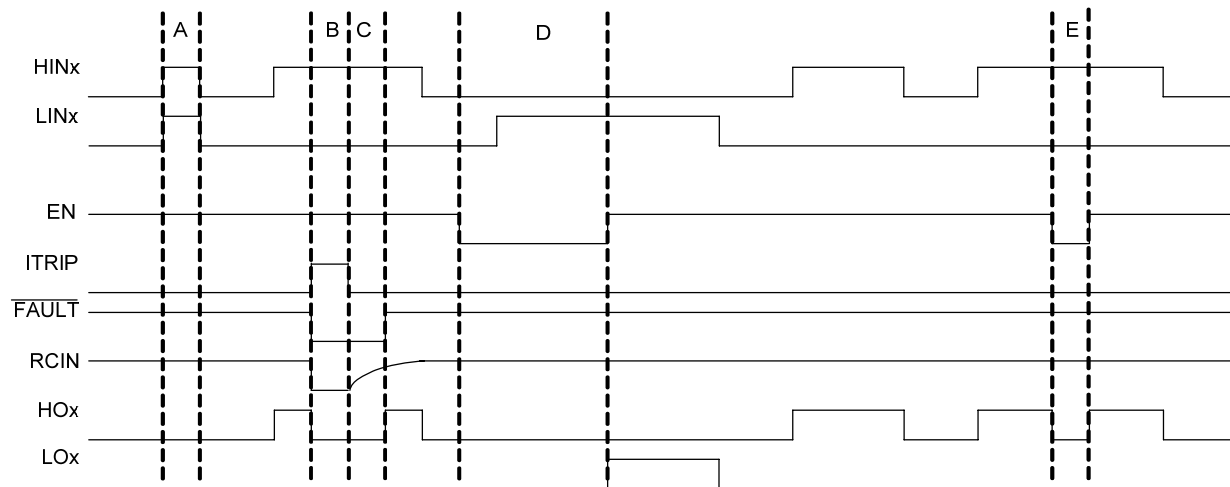 A
B
C
D
E
HINx
LINx
EN
ITRIP
FAULT
RCIN
HOx
LOx